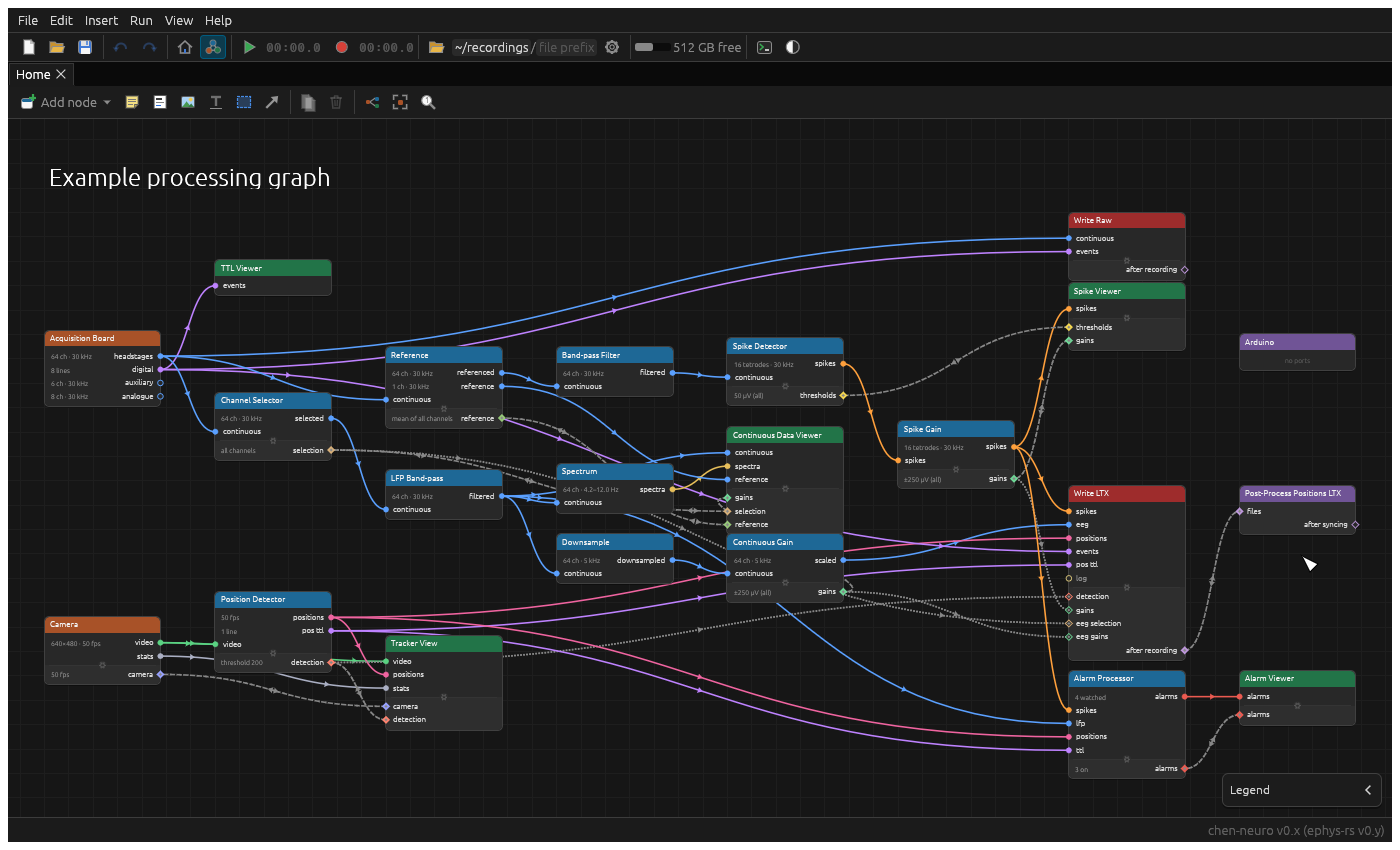 File Edit Insert Run View Help
00:00.0 00:00.0 ~/recordings/file prefix 512 GB free
Home
Add node
Example processing graph
Write Raw
continuous
events
after recording
TTL Viewer
events
Spike Viewer
spikes
thresholds
gains
Acquisition Board
64 ch · 30 kHz headstages
8 lines digital
6 ch · 30 kHz auxiliary
8 ch · 30 kHz analogue
Arduino
no ports
Reference
64 ch · 30 kHz referenced
1 ch · 30 kHz reference
continuous
mean of all channels reference
Band-pass Filter
64 ch · 30 kHz filtered
continuous
Spike Detector
16 tetrodes · 30 kHz spikes
continuous
50 µV (all) thresholds
Channel Selector
64 ch · 30 kHz selected
continuous
all channels selection
Spike Gain
16 tetrodes · 30 kHz spikes
spikes
±250 µV (all) gains
Continuous Data Viewer
continuous
spectra
reference
gains
selection
reference
LFP Band-pass
64 ch · 30 kHz filtered
continuous
Spectrum
64 ch · 4.2–12.0 Hz spectra
continuous
Write LTX
spikes
eeg
positions
events
pos ttl
log
detection
gains
eeg selection
eeg gains
after recording
Post-Process Positions LTX
files
after syncing
Downsample
64 ch · 5 kHz downsampled
continuous
Continuous Gain
64 ch · 5 kHz scaled
continuous
±250 µV (all) gains
Position Detector
50 fps positions
1 line pos ttl
video
threshold 200 detection
Camera
640×480 · 50 fps video
stats
50 fps camera
Tracker View
video
positions
stats
camera
detection
Alarm Processor
4 watched alarms
spikes
lfp
positions
ttl
3 on alarms
Alarm Viewer
alarms
alarms
Legend
chen-neuro v0.x (ephys-rs v0.y)